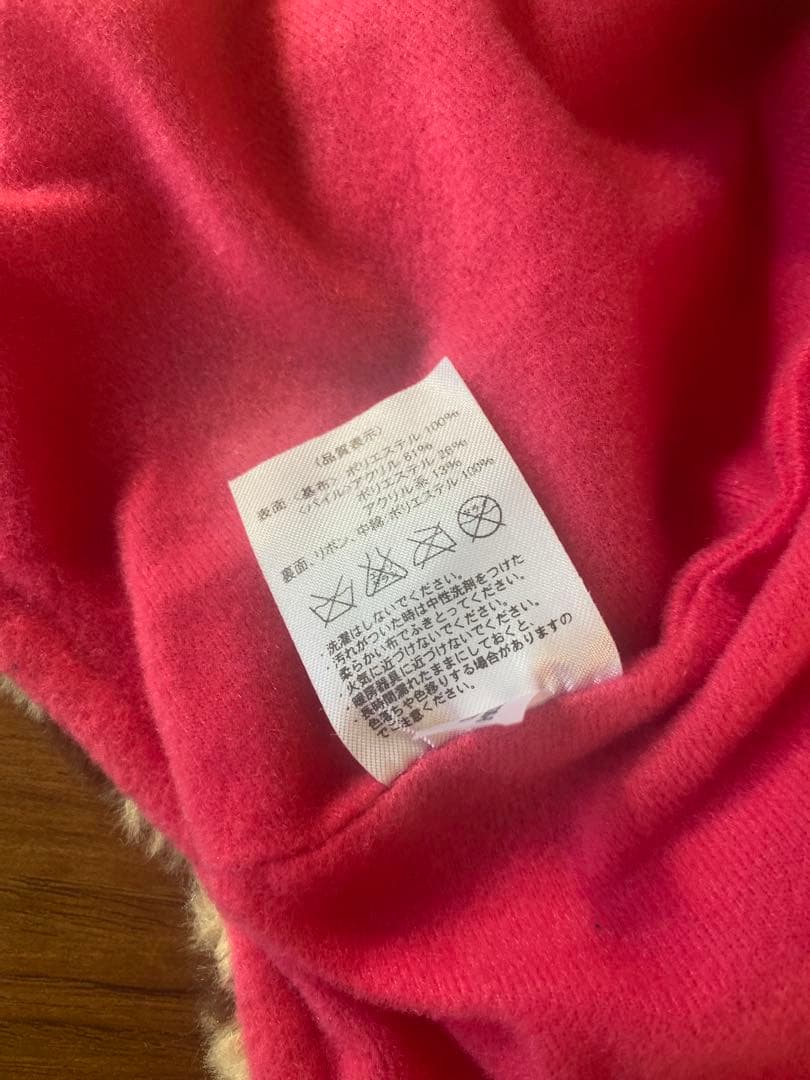 〈品質表示〉
表面〈基布〉ポリエステル 100%
〈パイル〉アクリル 61%
ポリエステル 26%
アクリル系 13%
裏面、リボン、中綿 ポリエステル 100%
・洗濯はしないでください。
汚れがついた時は中性洗剤をつけた
柔らかい布でふきとってください。
・火気に近づけないでください。
・暖房器具に近づけないでください。
・長時間濡れたままにしておくと、
色落ちや色移りする場合がありますの
でご注意ください。